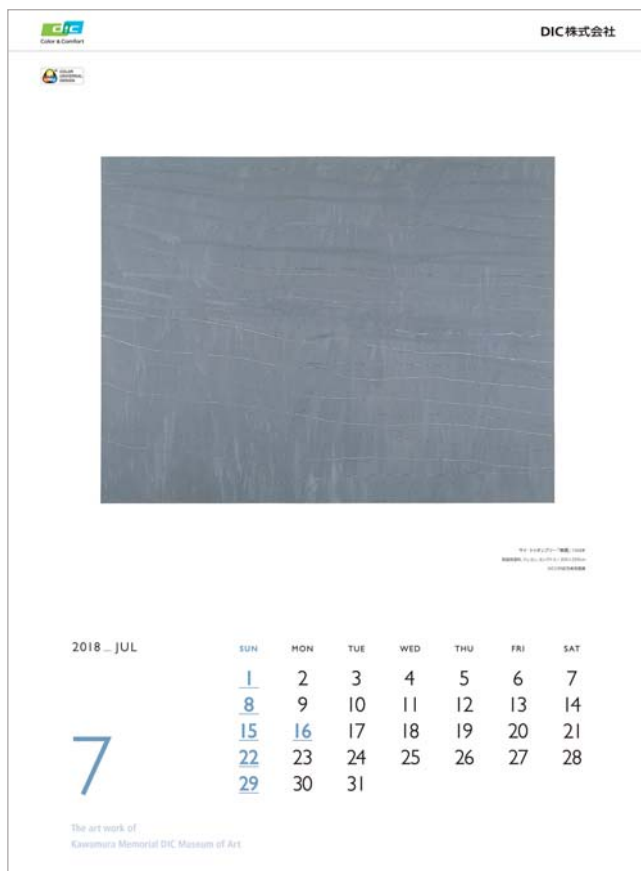 DIC
Color & Comfort
DIC株式会社
COLOR
UNIVERSAL
DESIGN
2018 _ JUL
7
SUN MON TUE WED THU FRI SAT
1 2 3 4 5 6 7
8 9 10 11 12 13 14
15 16 17 18 19 20 21
22 23 24 25 26 27 28
29 30 31
The art work of
Kawamura Memorial DIC Museum of Art